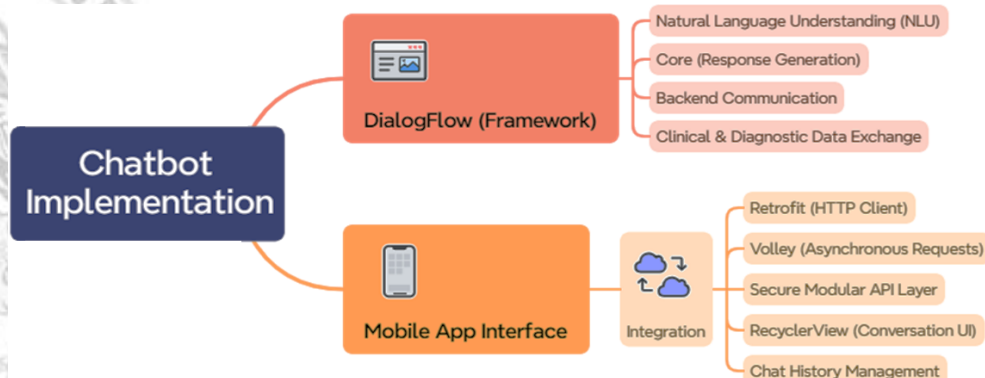 Chatbot
Implementation
DialogFlow (Framework)
Natural Language Understanding (NLU)
Core (Response Generation)
Backend Communication
Clinical & Diagnostic Data Exchange
Mobile App Interface
Integration
Retrofit (HTTP Client)
Volley (Asynchronous Requests)
Secure Modular API Layer
RecyclerView (Conversation UI)
Chat History Management